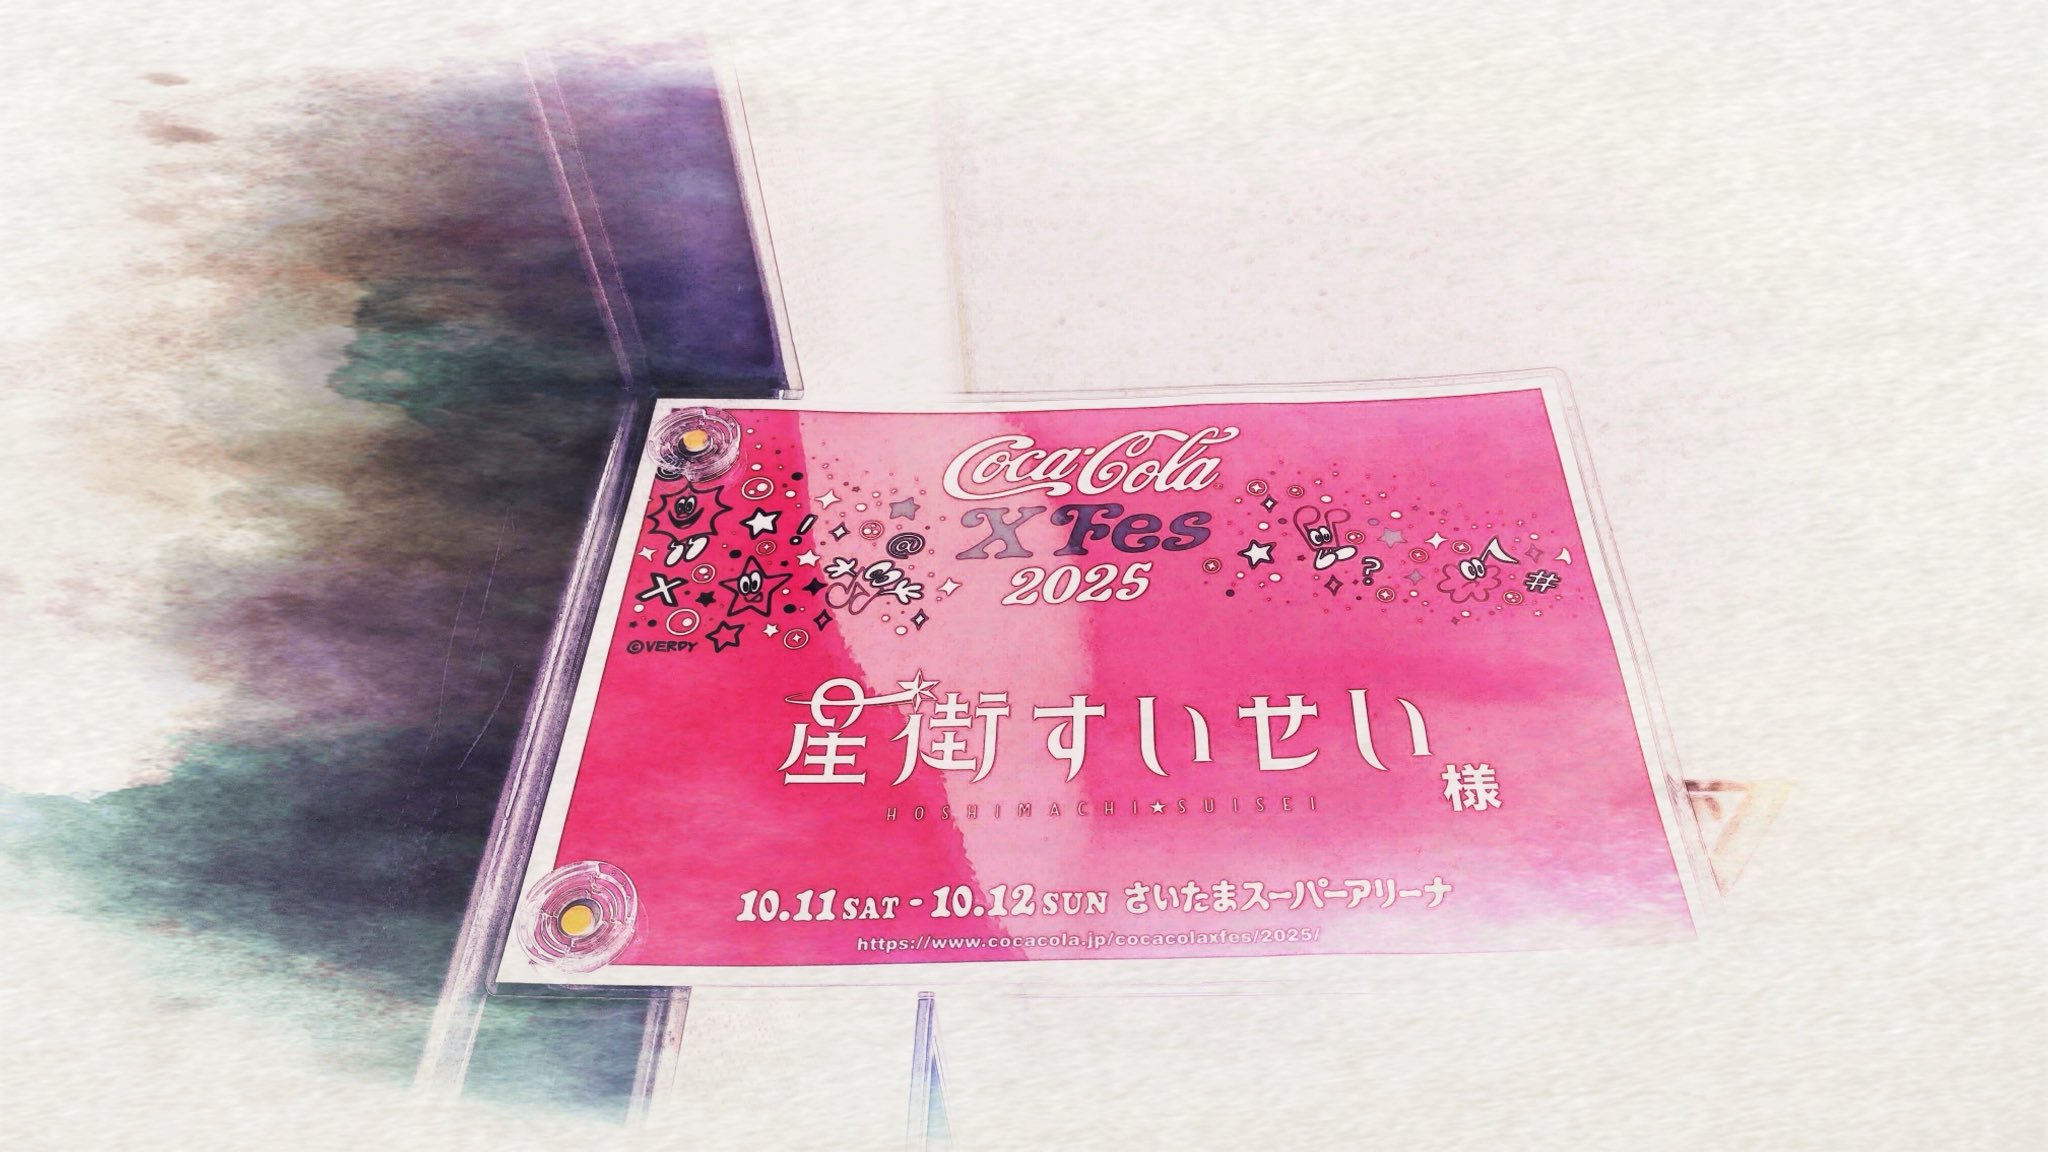 Coca-Cola
X Fes
2025
©VERDY
星街すいせい様
HOSHIMACHI★SUISEI
10.11 SAT - 10.12 SUN さいたまスーパーアリーナ
https://www.cocacola.jp/cocacolaxfes/2025/